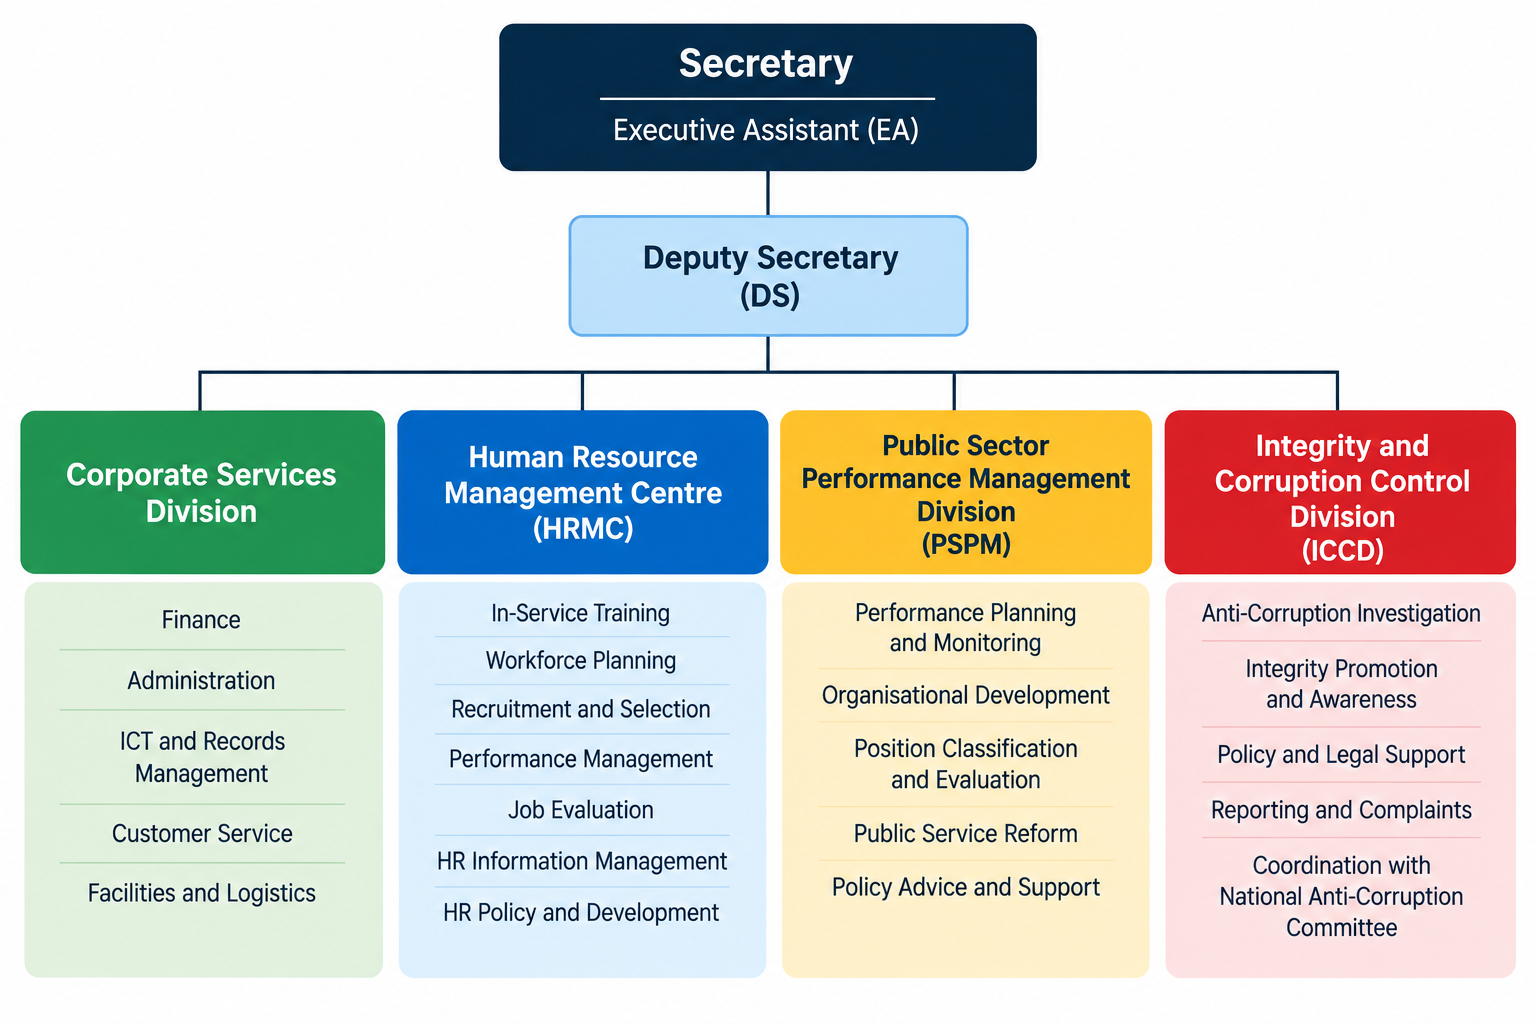 Secretary
Executive Assistant (EA)
Deputy Secretary
(DS)
Corporate Services
Division
Finance
Administration
ICT and Records
Management
Customer Service
Facilities and Logistics
Human Resource
Management Centre
(HRMC)
In-Service Training
Workforce Planning
Recruitment and Selection
Performance Management
Job Evaluation
HR Information Management
HR Policy and Development
Public Sector
Performance Management
Division
(PSPM)
Performance Planning
and Monitoring
Organisational Development
Position Classification
and Evaluation
Public Service Reform
Policy Advice and Support
Integrity and
Corruption Control
Division
(ICCD)
Anti-Corruption Investigation
Integrity Promotion
and Awareness
Policy and Legal Support
Reporting and Complaints
Coordination with
National Anti-Corruption
Committee